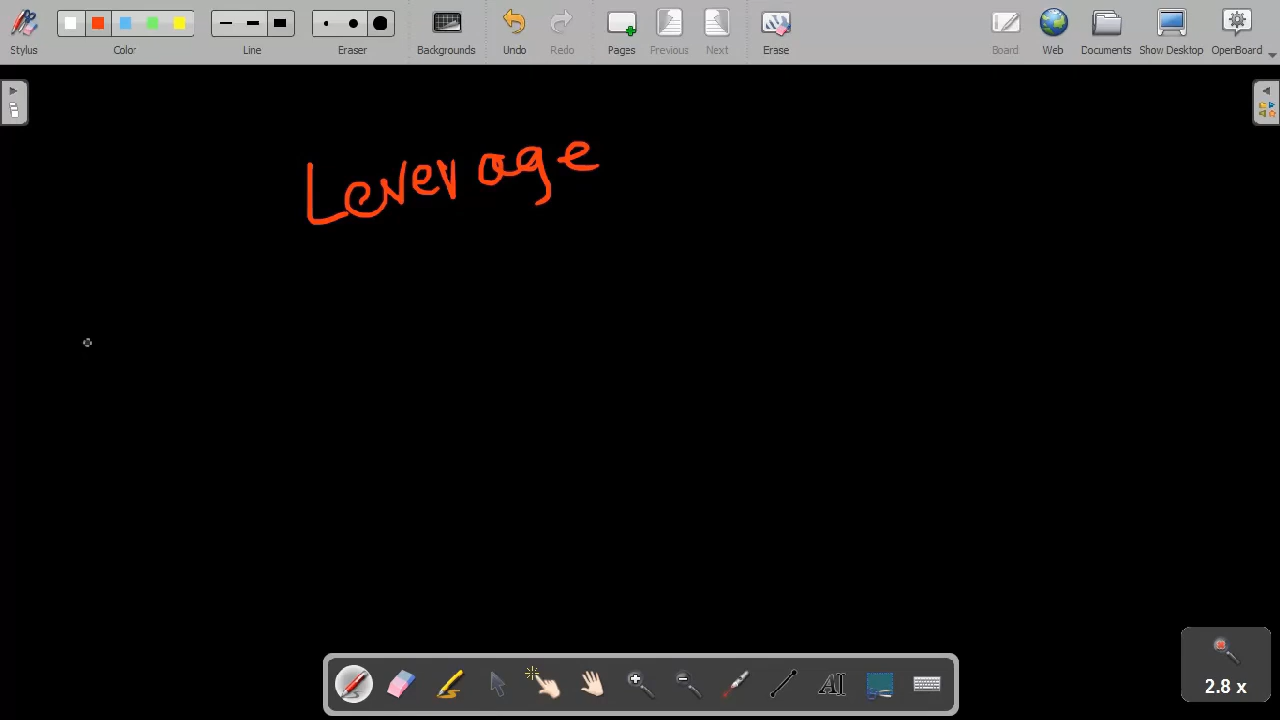 Stylus
Color
Line
Eraser
Backgrounds
Undo
Redo
Pages
Previous
Next
Erase
Board
Web
Documents
Show Desktop
OpenBoard
Leverage
AI
2.8 x